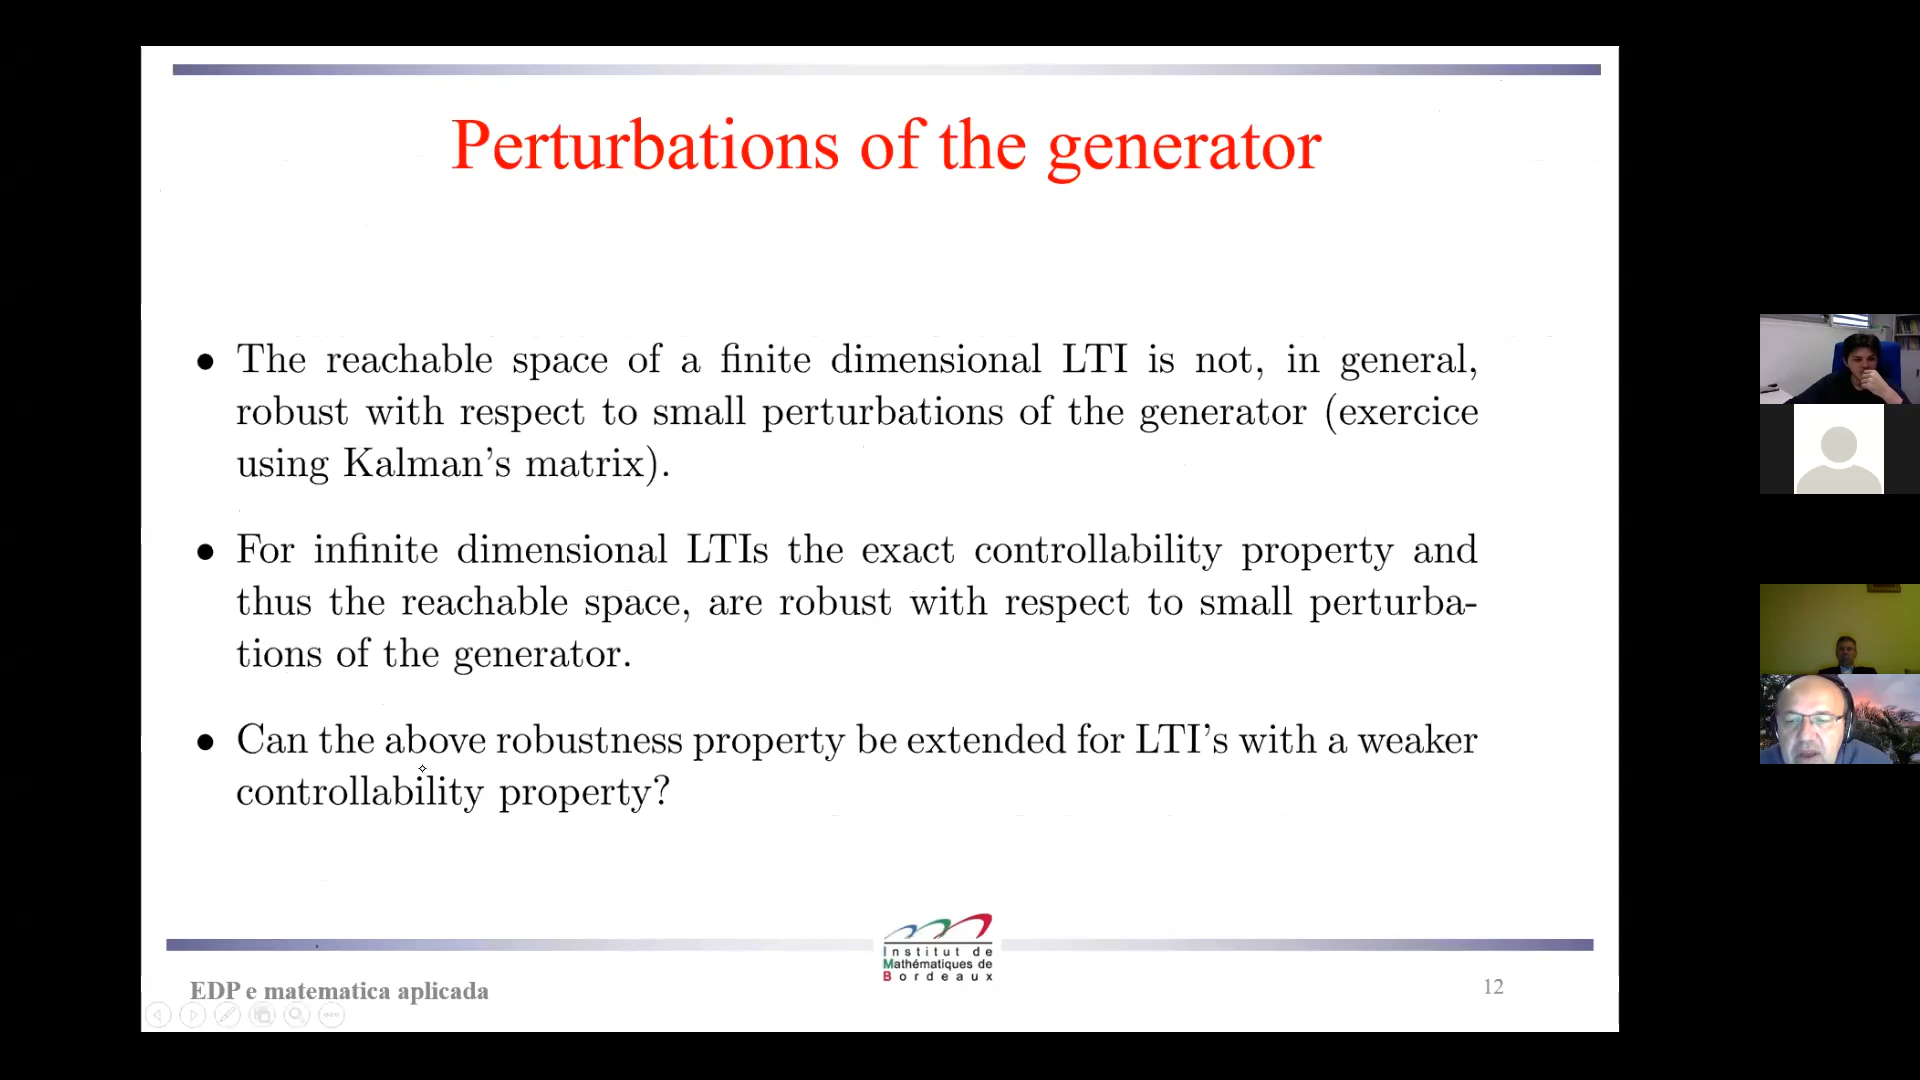 Perturbations of the generator
• The reachable space of a finite dimensional LTI is not, in general,
robust with respect to small perturbations of the generator (exercice
using Kalman's matrix).
• For infinite dimensional LTIs the exact controllability property and
thus the reachable space, are robust with respect to small perturba-
tions of the generator.
• Can the above robustness property be extended for LTI's with a weaker
controllability property?
Institut de
Mathématiques de
Bordeaux
EDP e matematica aplicada
12